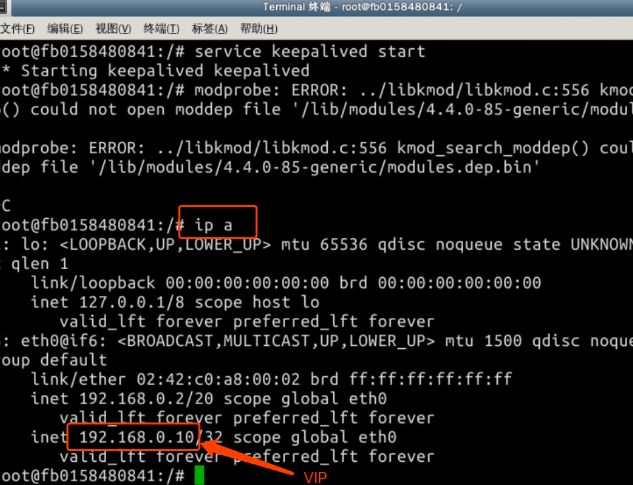 Terminal 终端 - root@fb0158480841: /
文件(F) 编辑(E) 视图(V) 终端(T) 标签(A) 帮助(H)
root@fb0158480841:/# service keepalived start
* Starting keepalived keepalived
root@fb0158480841:/# modprobe: ERROR: ../libkmod/libkmod.c:556 kmo
p() could not open moddep file '/lib/modules/4.4.0-85-generic/modul
modprobe: ERROR: ../libkmod/libkmod.c:556 kmod_search_moddep() coul
ddep file '/lib/modules/4.4.0-85-generic/modules.dep.bin'
C
root@fb0158480841:/# ip a
: lo: <LOOPBACK,UP,LOWER_UP> mtu 65536 qdisc noqueue state UNKNOWN
qlen 1
link/loopback 00:00:00:00:00:00 brd 00:00:00:00:00:00
inet 127.0.0.1/8 scope host lo
valid_lft forever preferred_lft forever
: eth0@if6: <BROADCAST,MULTICAST,UP,LOWER_UP> mtu 1500 qdisc noque
oup default
link/ether 02:42:c0:a8:00:02 brd ff:ff:ff:ff:ff:ff
inet 192.168.0.2/20 scope global eth0
valid_lft forever preferred_lft forever
inet 192.168.0.10/32 scope global eth0
valid_lft forever preferred_lft forever
root@fb0158480841:/#
VIP